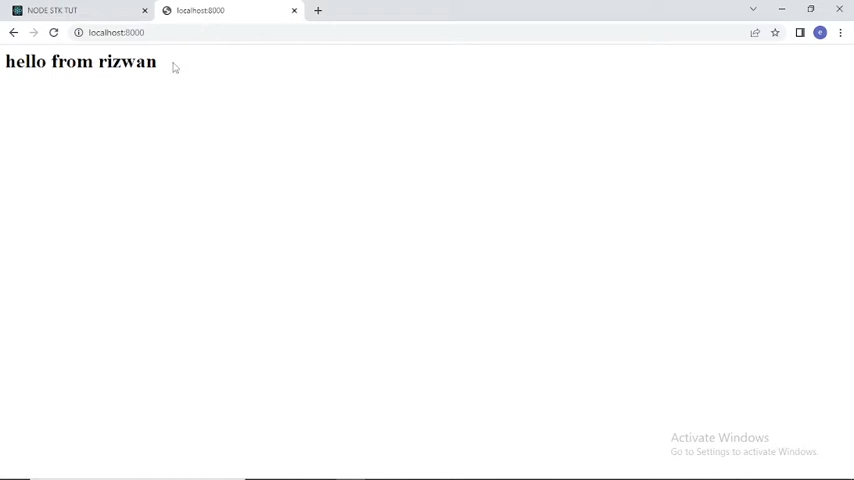 NODE STK TUT
localhost:8000
localhost:8000
e
hello from rizwan
Activate Windows
Go to Settings to activate Windows.